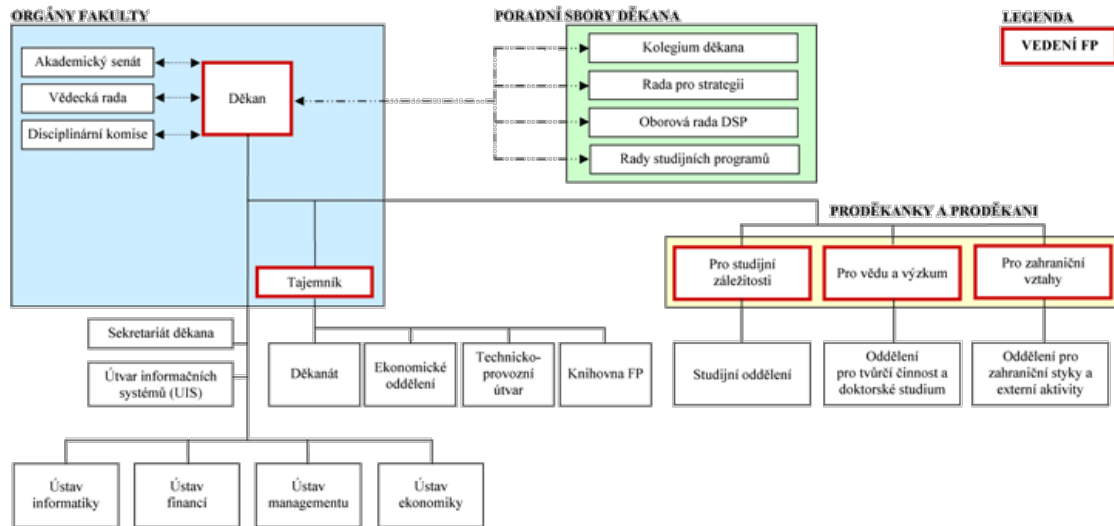 ORGÁNY FAKULTY
PORADNÍ SBORY DĚKANA
LEGENDA
VEDENÍ FP
Akademický senát
Vědecká rada
Disciplinární komise
Děkan
Kolegium děkana
Rada pro strategii
Oborová rada DSP
Rady studijních programů
PRODĚKANKY A PRODĚKANI
Tajemník
Pro studijní
záležitosti
Pro vědu a výzkum
Pro zahraniční
vztahy
Sekretariát děkana
Útvar informačních
systémů (UIS)
Děkanát
Ekonomické
oddělení
Technicko-
provozní
útvar
Knihovna FP
Studijní oddělení
Oddělení
pro tvůrčí činnost a
doktorské studium
Oddělení pro
zahraniční styky a
externí aktivity
Ústav
informatiky
Ústav
financí
Ústav
managementu
Ústav
ekonomiky